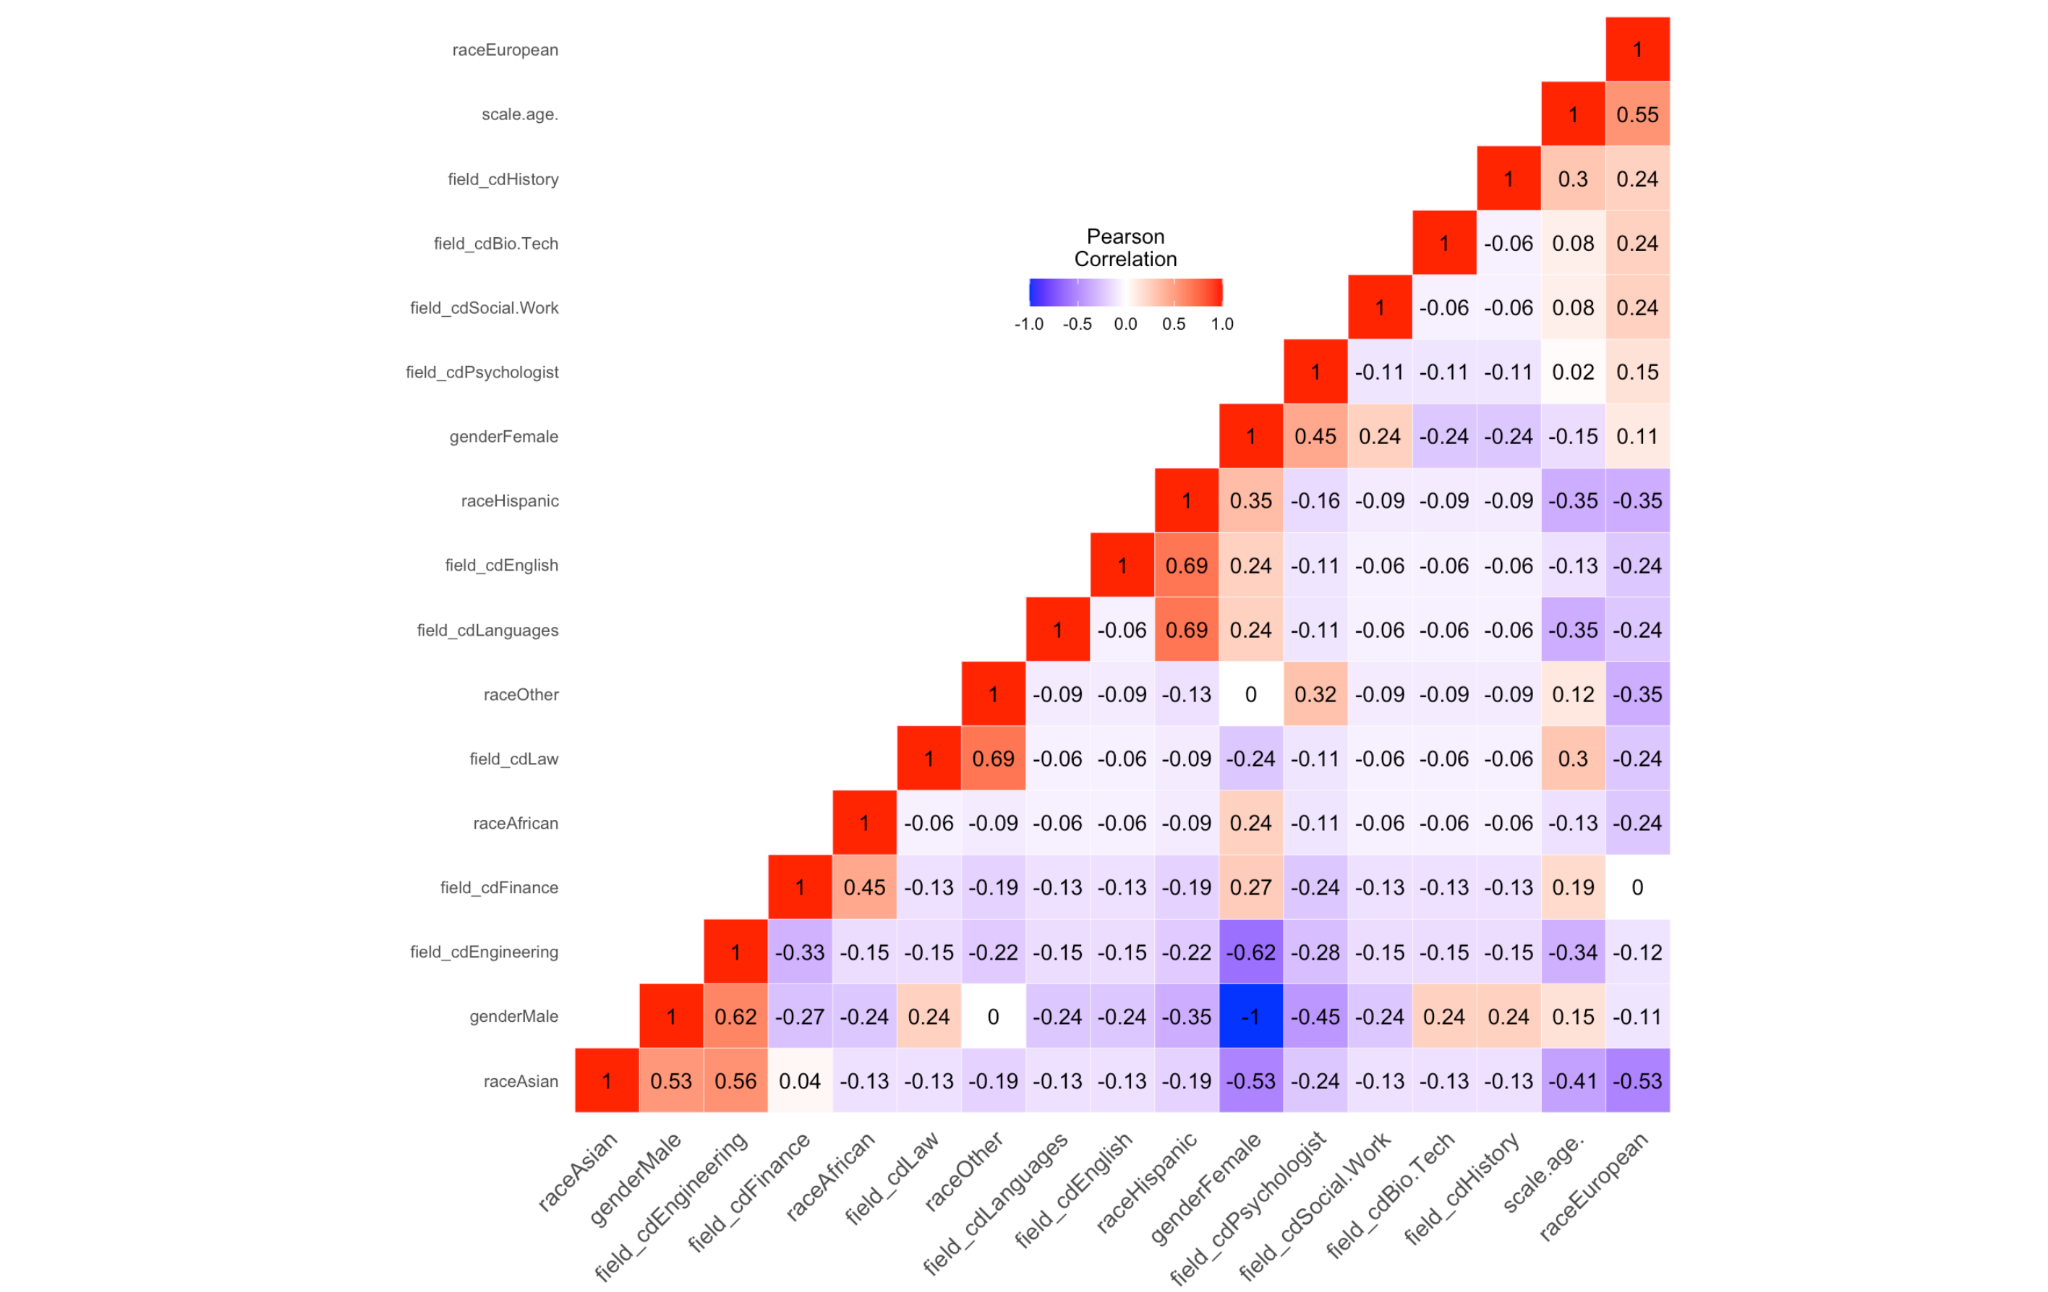 raceEuropean 1
scale.age. 1 0.55
field_cdHistory 1 0.3 0.24
field_cdBio.Tech 1 -0.06 0.08 0.24
Pearson
Correlation
-1.0 -0.5 0.0 0.5 1.0
field_cdSocial.Work 1 -0.06 -0.06 0.08 0.24
field_cdPsychologist 1 -0.11 -0.11 -0.11 0.02 0.15
genderFemale 1 0.45 0.24 -0.24 -0.24 -0.15 0.11
raceHispanic 1 0.35 -0.16 -0.09 -0.09 -0.09 -0.35 -0.35
field_cdEnglish 1 0.69 0.24 -0.11 -0.06 -0.06 -0.06 -0.13 -0.24
field_cdLanguages 1 -0.06 0.69 0.24 -0.11 -0.06 -0.06 -0.06 -0.35 -0.24
raceOther 1 -0.09 -0.09 -0.13 0 0.32 -0.09 -0.09 -0.09 0.12 -0.35
field_cdLaw 1 0.69 -0.06 -0.06 -0.09 -0.24 -0.11 -0.06 -0.06 -0.06 0.3 -0.24
raceAfrican 1 -0.06 -0.09 -0.06 -0.06 -0.09 0.24 -0.11 -0.06 -0.06 -0.06 -0.13 -0.24
field_cdFinance 1 0.45 -0.13 -0.19 -0.13 -0.13 -0.19 0.27 -0.24 -0.13 -0.13 -0.13 0.19 0
field_cdEngineering 1 -0.33 -0.15 -0.15 -0.22 -0.15 -0.15 -0.22 -0.62 -0.28 -0.15 -0.15 -0.15 -0.34 -0.12
genderMale 1 0.62 -0.27 -0.24 0.24 0 -0.24 -0.24 -0.35 -1 -0.45 -0.24 0.24 0.24 0.15 -0.11
raceAsian 1 0.53 0.56 0.04 -0.13 -0.13 -0.19 -0.13 -0.13 -0.19 -0.53 -0.24 -0.13 -0.13 -0.13 -0.41 -0.53
raceAsian
genderMale
field_cdEngineering
field_cdFinance
raceAfrican
field_cdLaw
raceOther
field_cdLanguages
field_cdEnglish
raceHispanic
genderFemale
field_cdPsychologist
field_cdSocial.Work
field_cdBio.Tech
field_cdHistory
scale.age.
raceEuropean